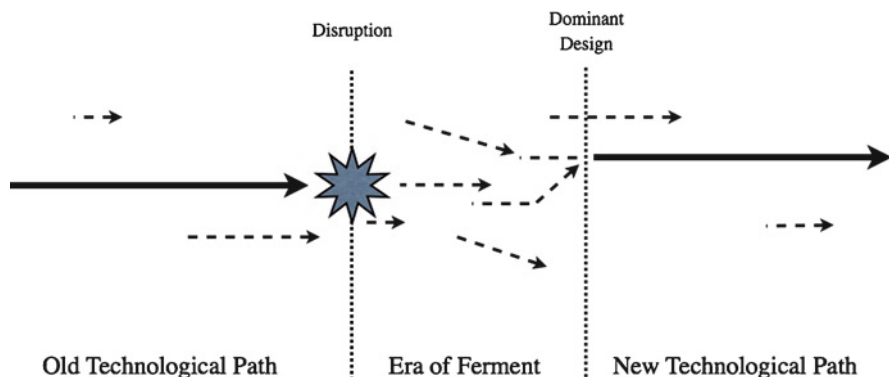 Disruption
Dominant
Design
Old Technological Path
Era of Ferment
New Technological Path